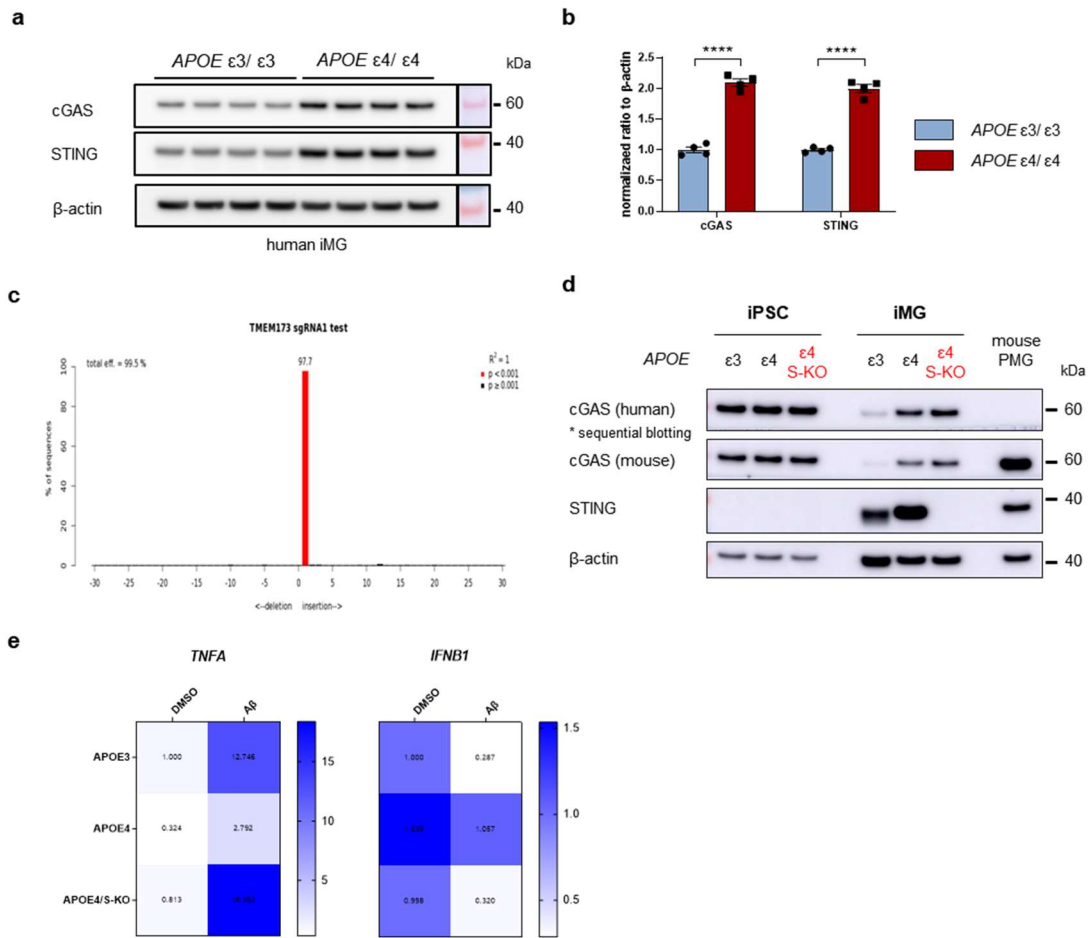 a
APOE ε3/ ε3 APOE ε4/ ε4 kDa
cGAS 60
STING 40
β-actin 40
human iMG
b
normalizaed ratio to β-actin
**** ****
2.5
2.0
1.5
1.0
0.5
0.0
cGAS STING
APOE ε3/ ε3
APOE ε4/ ε4
c
TMEM173 sgRNA1 test
total eff. = 99.5 %
97.7
R² = 1
p < 0.001
p ≥ 0.001
% of sequences
100
80
60
40
20
0
-30 -25 -20 -15 -10 -5 0 1 5 10 15 20 25 30
<--deletion insertion-->
d
iPSC iMG
APOE ε3 ε4 ε4 S-KO ε3 ε4 ε4 S-KO mouse PMG kDa
cGAS (human) 60
* sequential blotting
cGAS (mouse) 60
STING 40
β-actin 40
e
TNFA
DMSO Aβ
APOE3 1.000 12.746
APOE4 0.324 2.792
APOE4/S-KO 0.813
15
10
5
IFNB1
DMSO Aβ
1.000 0.287
1.057
0.998 0.320
1.5
1.0
0.5